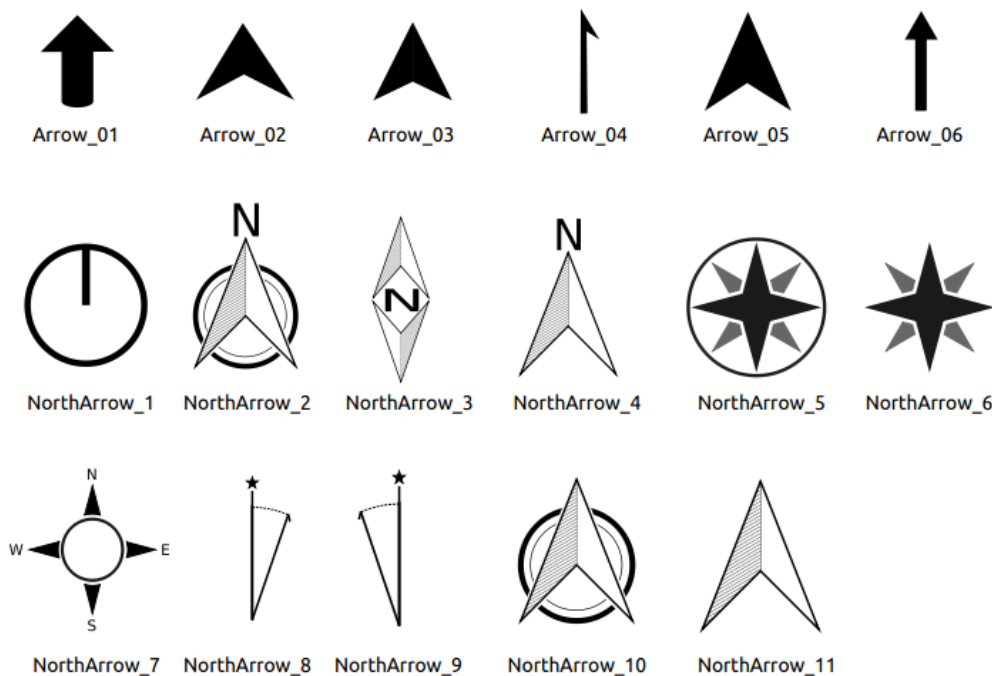 Arrow_01 Arrow_02 Arrow_03 Arrow_04 Arrow_05 Arrow_06
N N
N
NorthArrow_1 NorthArrow_2 NorthArrow_3 NorthArrow_4 NorthArrow_5 NorthArrow_6
N
W E
S
NorthArrow_7 NorthArrow_8 NorthArrow_9 NorthArrow_10 NorthArrow_11